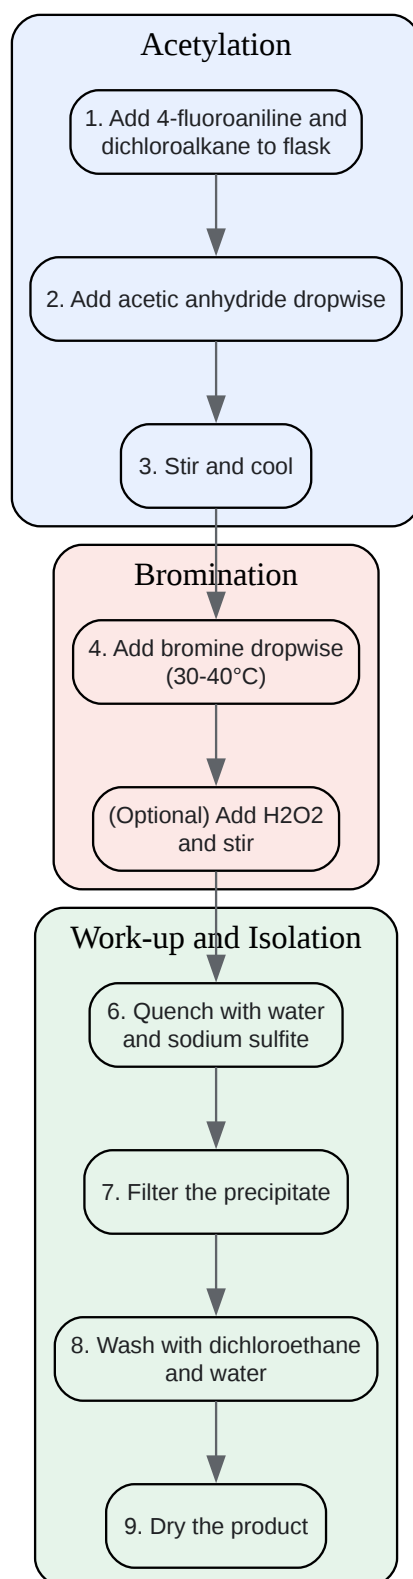 Acetylation
1. Add 4-fluoroaniline and
dichloroalkane to flask
2. Add acetic anhydride dropwise
3. Stir and cool
Bromination
4. Add bromine dropwise
(30-40°C)
(Optional) Add H2O2
and stir
Work-up and Isolation
6. Quench with water
and sodium sulfite
7. Filter the precipitate
8. Wash with dichloroethane
and water
9. Dry the product